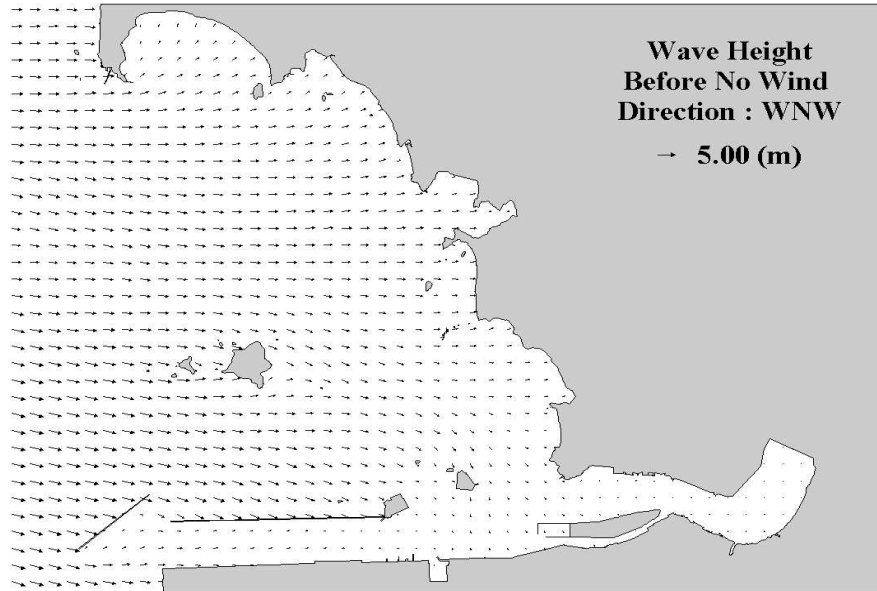 Wave Height
Before No Wind
Direction : WNW
→ 5.00 (m)